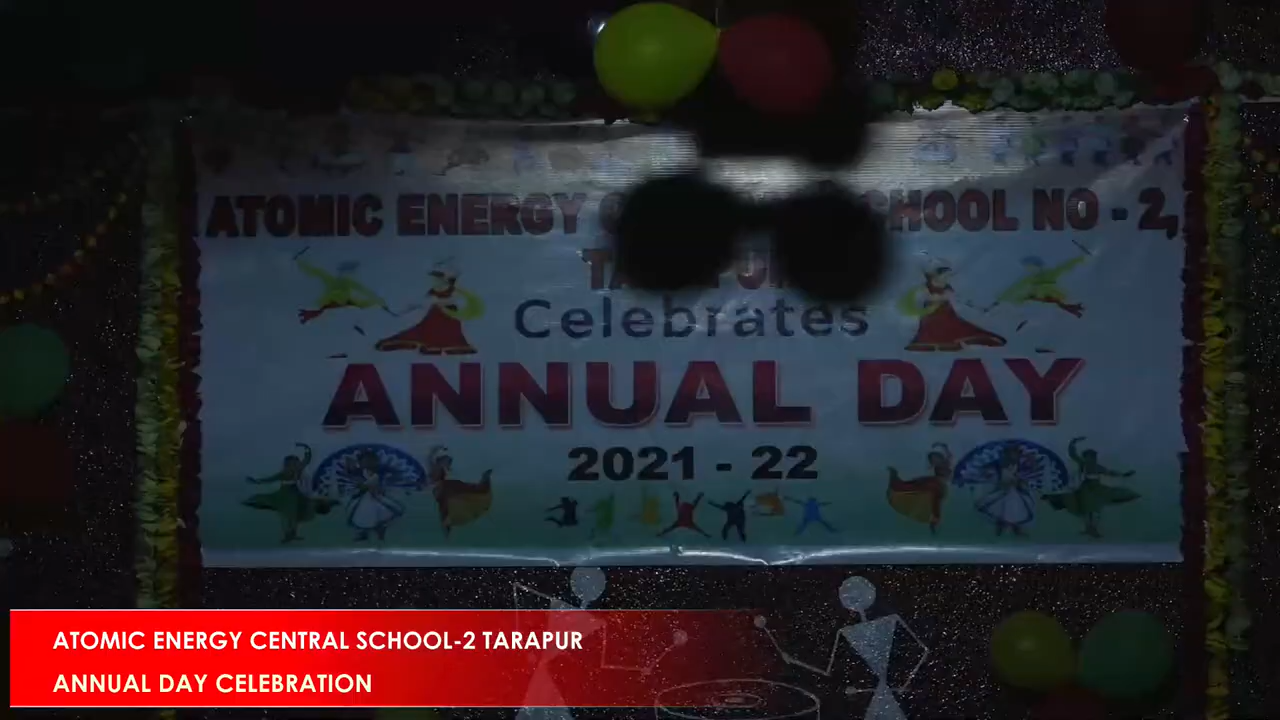 ATOMIC ENERGY SCHOOL NO - 2,
Celebrates
ANNUAL DAY
2021 - 22
ATOMIC ENERGY CENTRAL SCHOOL-2 TARAPUR
ANNUAL DAY CELEBRATION